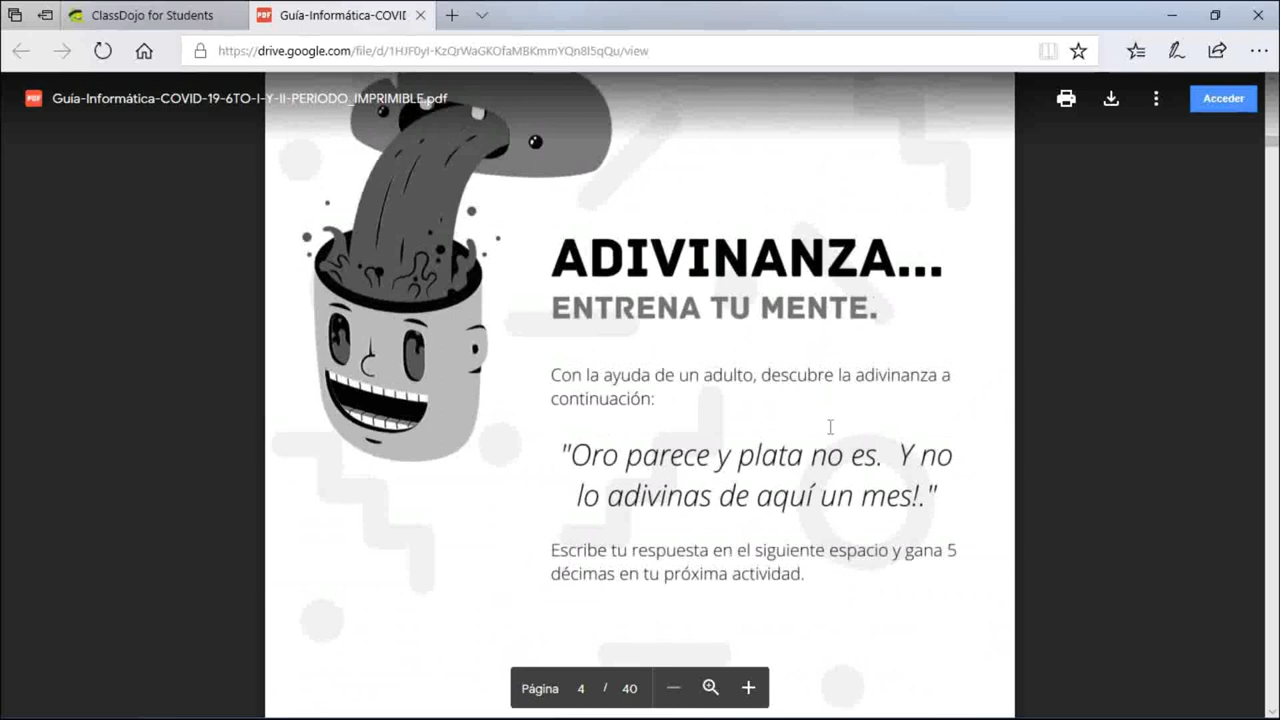 ClassDojo for Students
PDF Guía-Informática-COVID
https://drive.google.com/file/d/1HJF0yI-KzQrWaGKOfaMBKmmYQn8I5qQu/view
PDF Guía-Informática-COVID-19-6TO-I-Y-II-PERIODO_IMPRIMIBLE.pdf
Acceder
ADIVINANZA...
ENTRENA TU MENTE.
Con la ayuda de un adulto, descubre la adivinanza a
continuación:
"Oro parece y plata no es. Y no
lo adivinas de aquí un mes!."
Escribe tu respuesta en el siguiente espacio y gana 5
décimas en tu próxima actividad.
Página 4 / 40